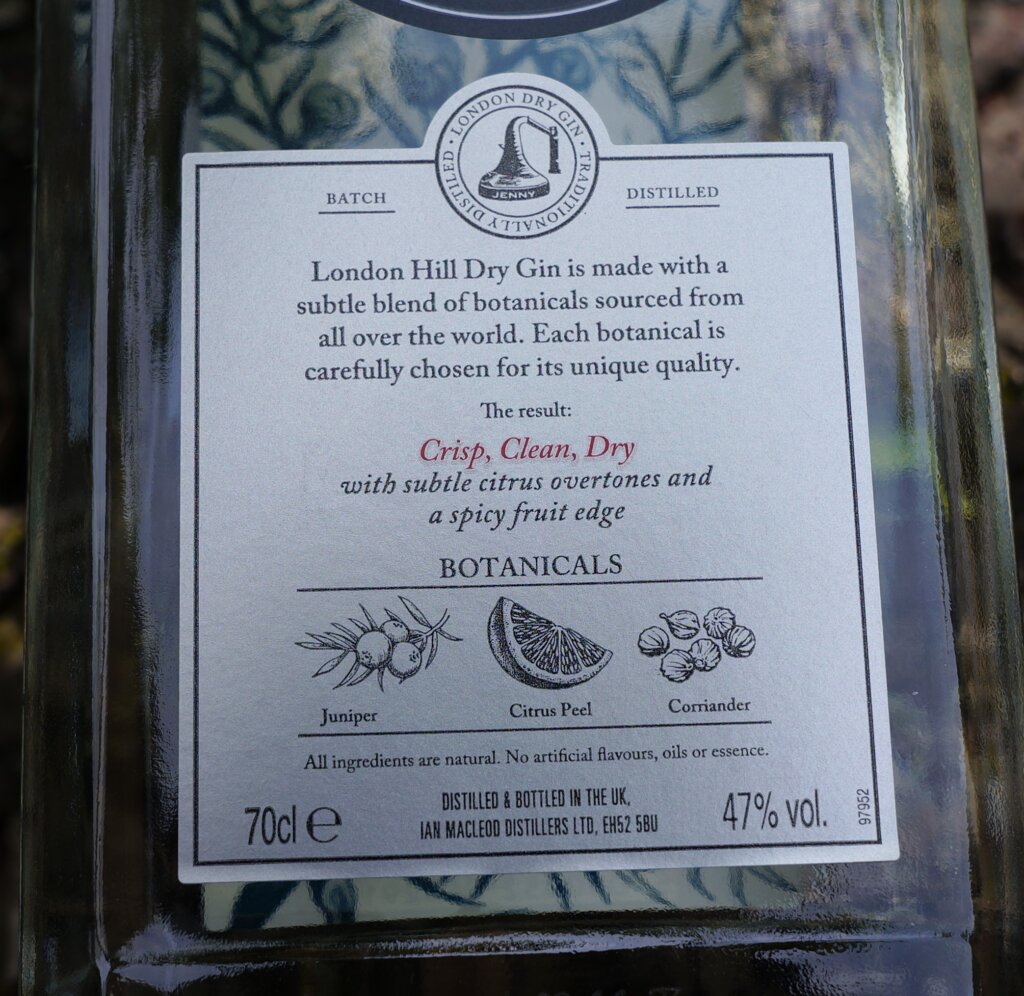 LONDON DRY GIN · TRADITIONALLY DISTILLED ·
JENNY
BATCH
DISTILLED
London Hill Dry Gin is made with a
subtle blend of botanicals sourced from
all over the world. Each botanical is
carefully chosen for its unique quality.
The result:
Crisp, Clean, Dry
with subtle citrus overtones and
a spicy fruit edge
BOTANICALS
Juniper
Citrus Peel
Corriander
All ingredients are natural. No artificial flavours, oils or essence.
70cl ℮
DISTILLED & BOTTLED IN THE UK,
IAN MACLEOD DISTILLERS LTD, EH52 5BU
47% vol.
97952